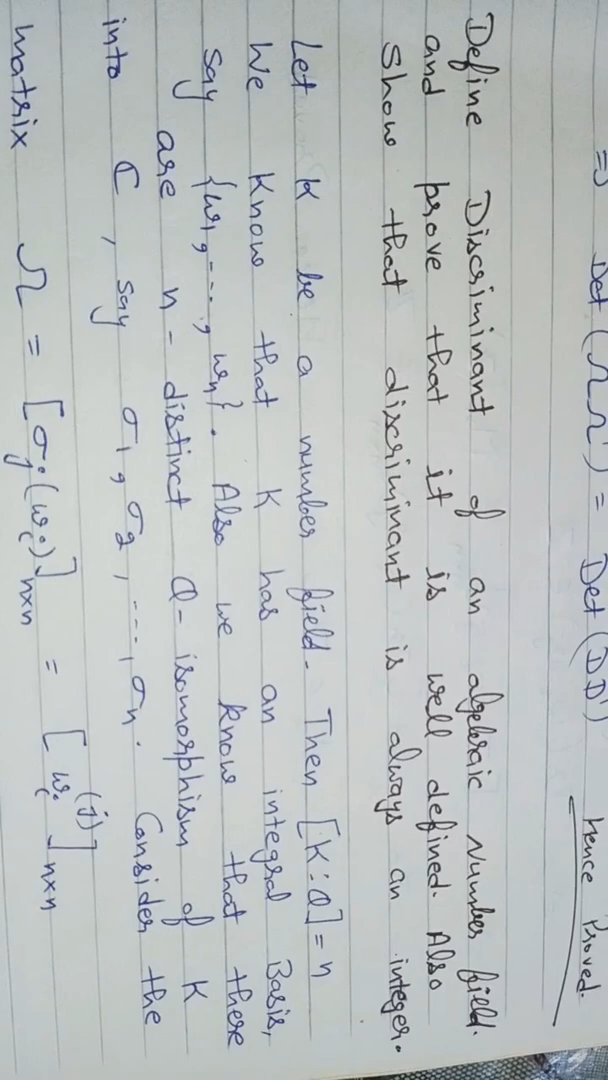 => Det (ΩΩ') = Det (DD') Hence Proved.
Define Discriminant of an algebraic Number field.
and prove that it is well defined. Also
Show that discriminant is always an integer.
Let K be a number field. Then [K:Q] = n
We Know that K has an integral Basis,
say {w1, ----, wn}. Also we know that there
are n - distinct Q - isomorphism of K
into C, say σ1, σ2, ---, σn. Consider the
matrix Ω = [σj(wi)]n×n = [wi(j)]n×n